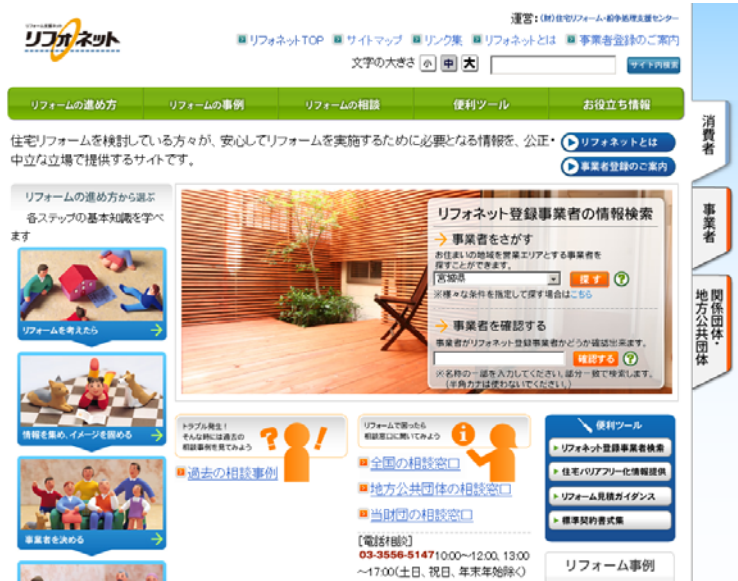 リフォーム支援ネット
リフォネット
運営：(財)住宅リフォーム・紛争処理支援センター
リフォネットTOP サイトマップ リンク集 リフォネットとは 事業者登録のご案内
文字の大きさ 小 中 大 サイト内検索
リフォームの進め方 リフォームの事例 リフォームの相談 便利ツール お役立ち情報
住宅リフォームを検討している方々が、安心してリフォームを実施するために必要となる情報を、公正・
中立な立場で提供するサイトです。
リフォネットとは
事業者登録のご案内
消費者
事業者
関係団体・
地方公共団体
リフォームの進め方から選ぶ
各ステップの基本知識を学べ
ます
リフォームを考えたら
情報を集め、イメージを固める
事業者を決める
リフォネット登録事業者の情報検索
事業者をさがす
お住まいの地域を営業エリアとする事業者を
探すことができます。
宮城県 探す ?
※様々な条件を指定して探す場合はこちら
事業者を確認する
事業者がリフォネット登録事業者かどうか確認出来ます。
確認する ?
※名称の一部を入力してください。部分一致で検索します。
(半角カナは使わないでください。)
トラブル発生！
そんな時には過去の
相談事例を見てみよう
?!
過去の相談事例
リフォームで困ったら
相談窓口に聞いてみよう
i
全国の相談窓口
地方公共団体の相談窓口
当財団の相談窓口
[電話相談]
03-3556-5147 10:00～12:00、13:00
～17:00(土日、祝日、年末年始除く)
便利ツール
リフォネット登録事業者検索
住宅バリアフリー化情報提供
リフォーム見積ガイダンス
標準契約書式集
リフォーム事例